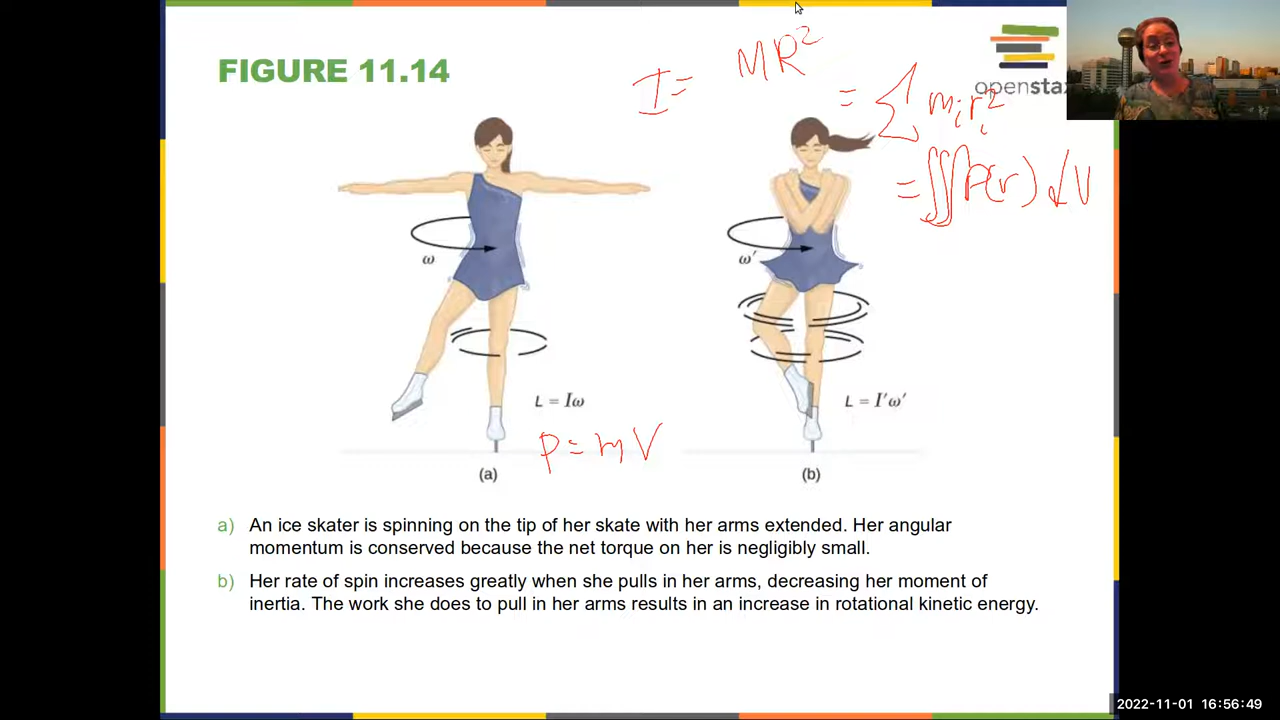 FIGURE 11.14
openstax
I = MR²
= ∑ mᵢrᵢ²
= ∭ρ(r) dV
ω
ω′
L = Iω
L = I′ω′
P = mV
(a)
(b)
a) An ice skater is spinning on the tip of her skate with her arms extended. Her angular
momentum is conserved because the net torque on her is negligibly small.
b) Her rate of spin increases greatly when she pulls in her arms, decreasing her moment of
inertia. The work she does to pull in her arms results in an increase in rotational kinetic energy.
2022-11-01 16:56:49